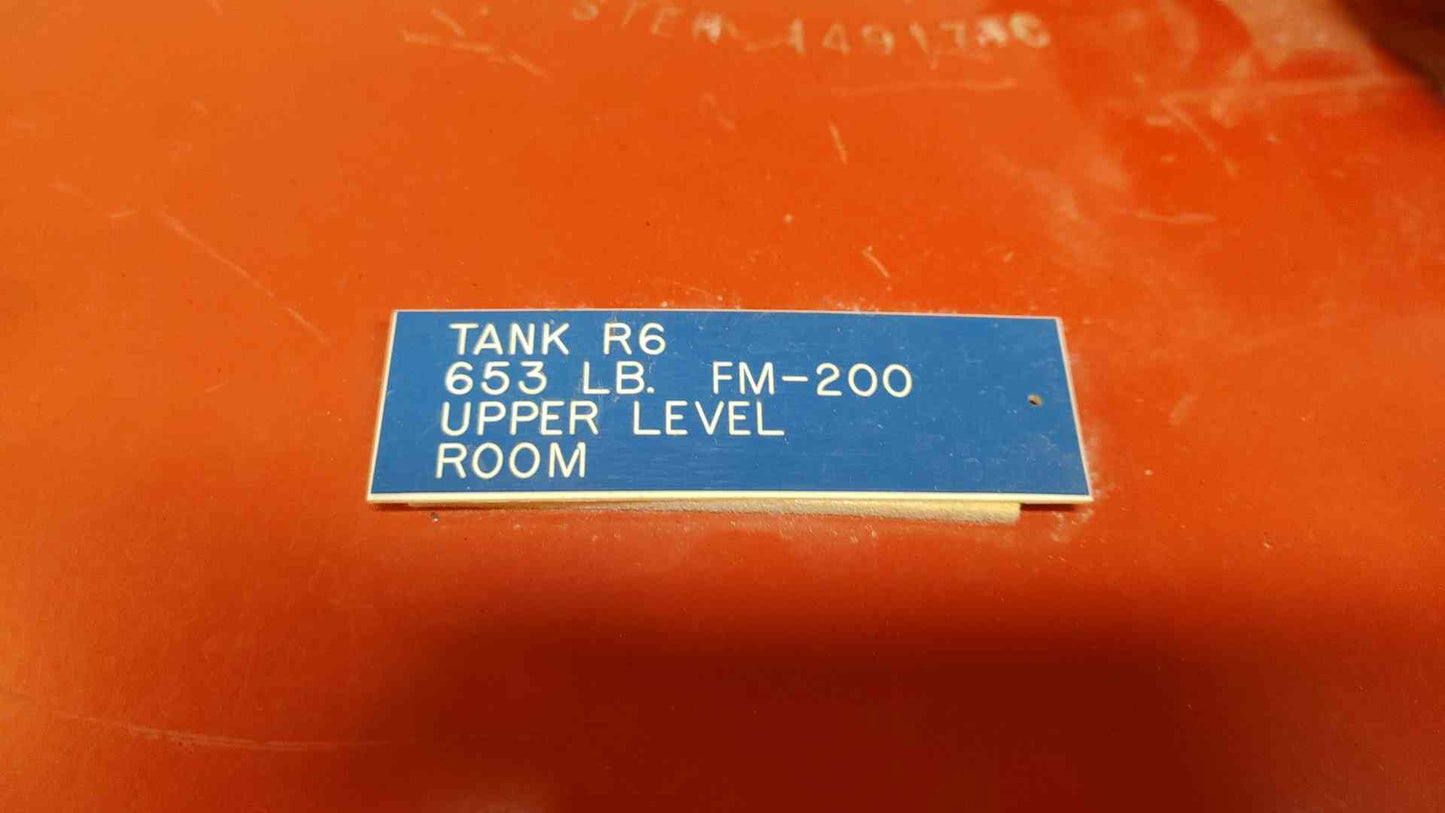 TANK R6
653 LB. FM-200
UPPER LEVEL
ROOM